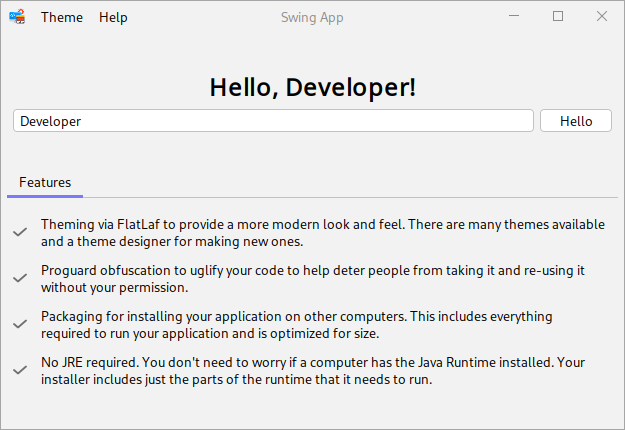 Theme Help Swing App
Hello, Developer!
Developer Hello
Features
Theming via FlatLaf to provide a more modern look and feel. There are many themes available
and a theme designer for making new ones.
Proguard obfuscation to uglify your code to help deter people from taking it and re-using it
without your permission.
Packaging for installing your application on other computers. This includes everything
required to run your application and is optimized for size.
No JRE required. You don't need to worry if a computer has the Java Runtime installed. Your
installer includes just the parts of the runtime that it needs to run.